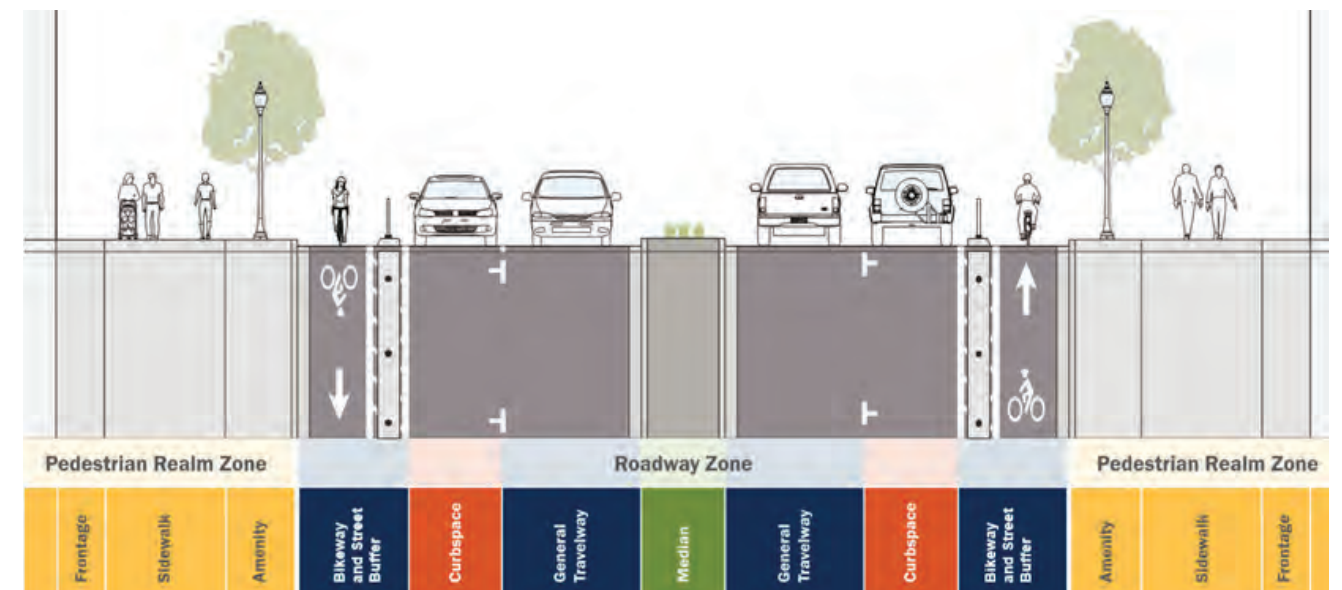 Pedestrian Realm Zone
Roadway Zone
Pedestrian Realm Zone
Frontage
Sidewalk
Amenity
Bikeway
and Street
Buffer
Curbspace
General
Travelway
Median
General
Travelway
Curbspace
Bikeway
and Street
Buffer
Amenity
Sidewalk
Frontage